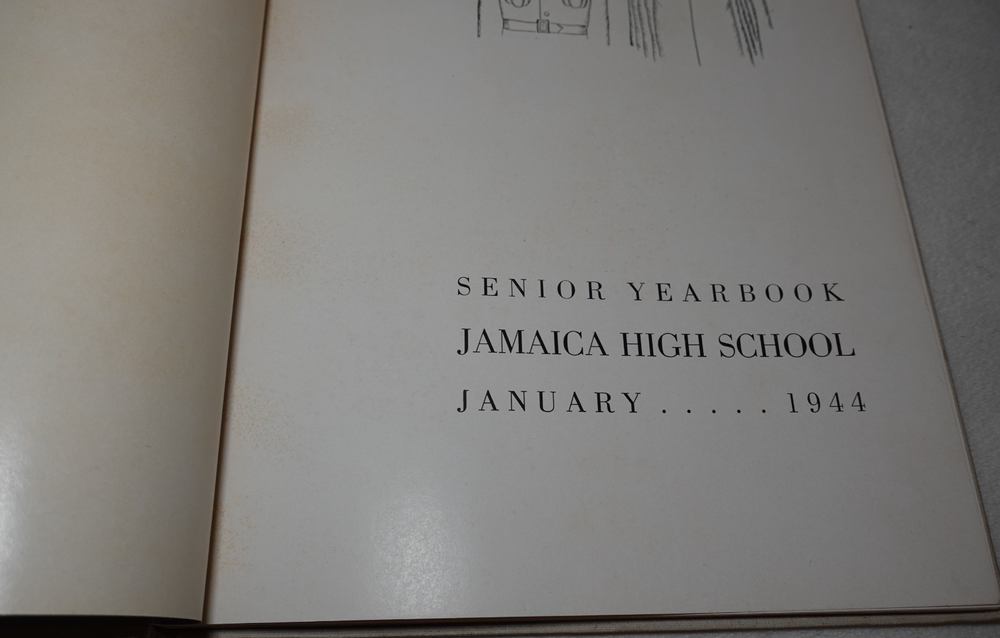 SENIOR YEARBOOK
JAMAICA HIGH SCHOOL
JANUARY ..... 1944